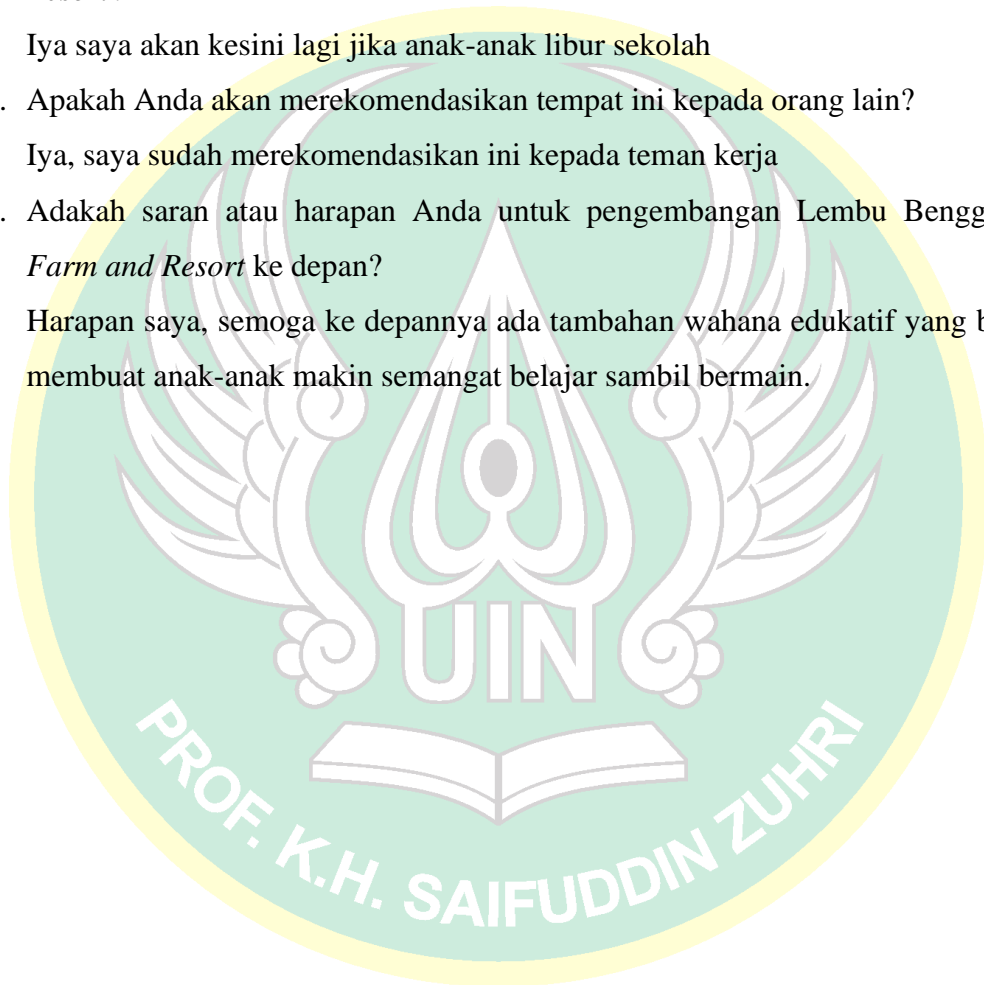 Iya saya akan kesini lagi jika anak-anak libur sekolah
. Apakah Anda akan merekomendasikan tempat ini kepada orang lain?
Iya, saya sudah merekomendasikan ini kepada teman kerja
. Adakah saran atau harapan Anda untuk pengembangan Lembu Bengg
Farm and Resort ke depan?
Harapan saya, semoga ke depannya ada tambahan wahana edukatif yang b
membuat anak-anak makin semangat belajar sambil bermain.
UIN
PROF. K.H. SAIFUDDIN ZUHRI